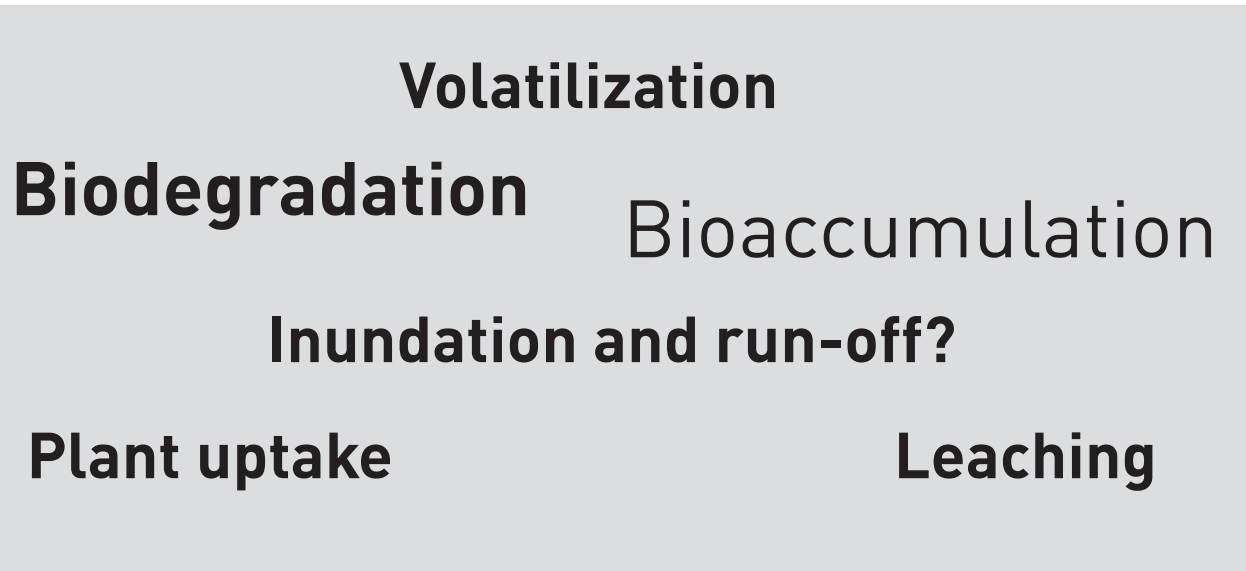 Volatilization
Biodegradation
Bioaccumulation
Inundation and run-off?
Plant uptake
Leaching